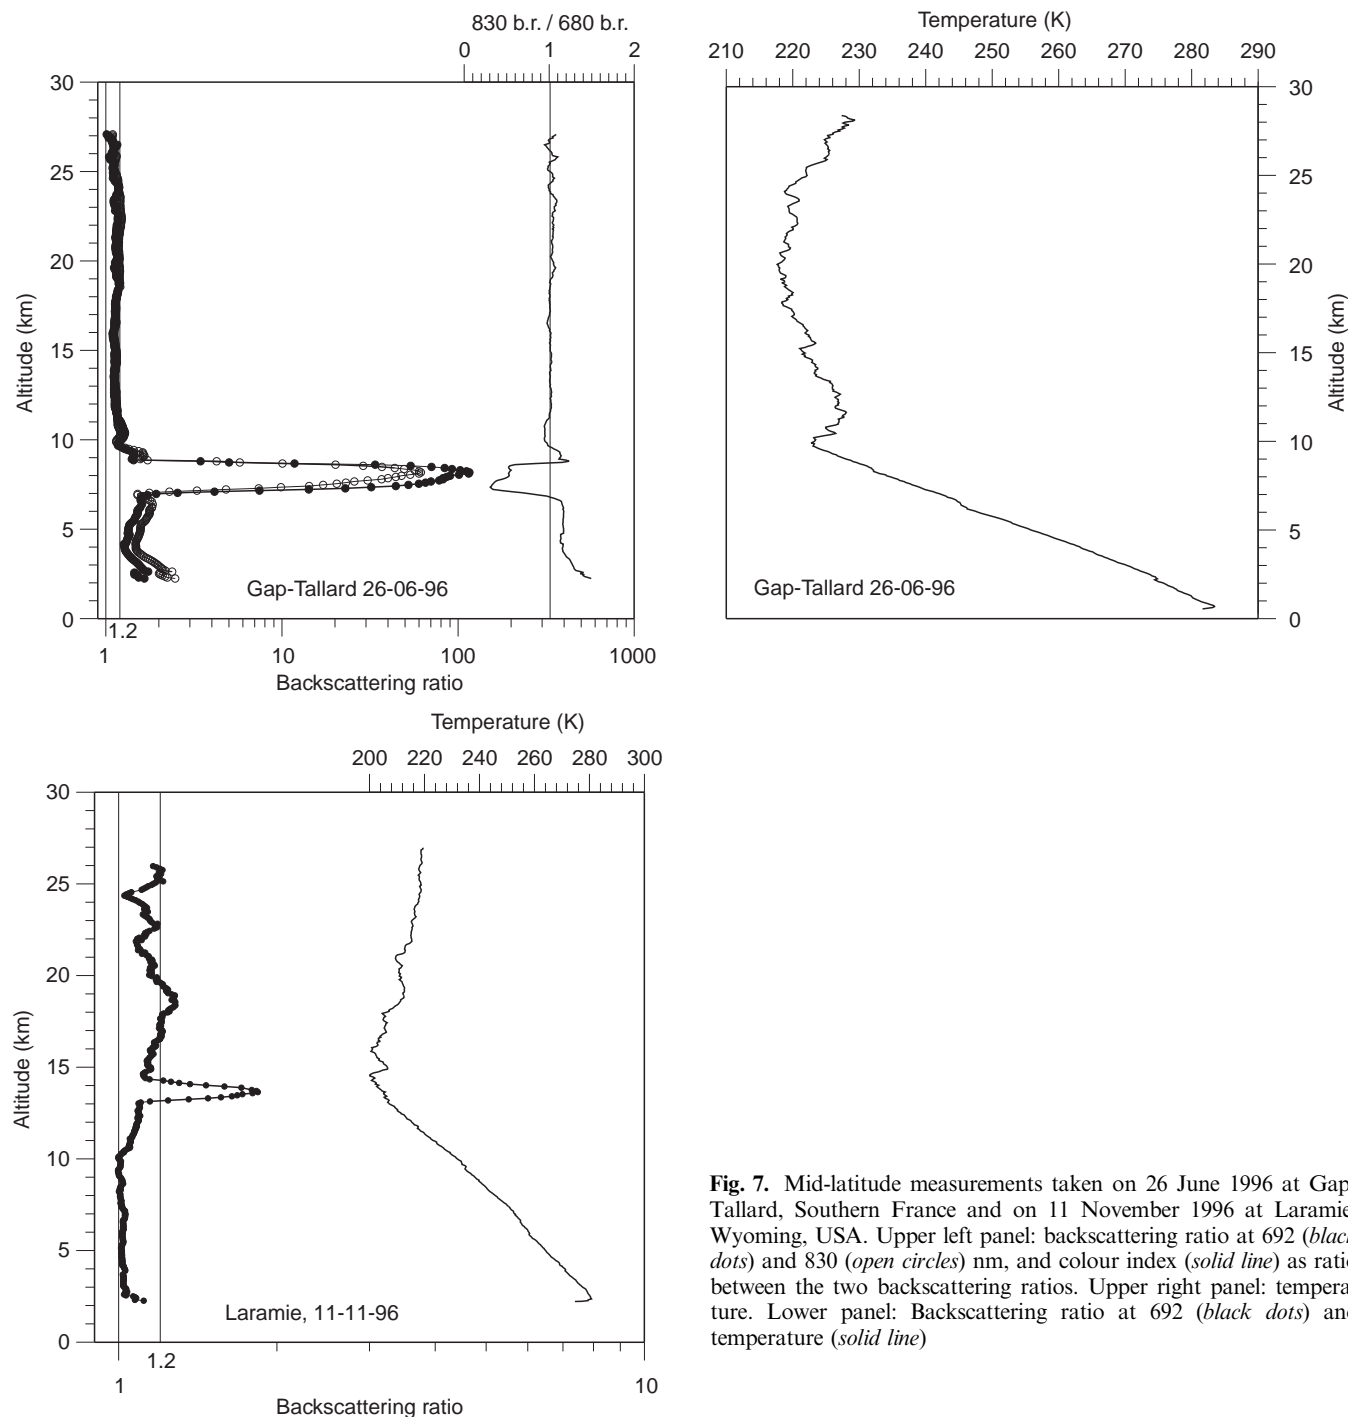 830 b.r. / 680 b.r.
0 1 2
30
25
20
15
10
5
0
Altitude (km)
Gap-Tallard 26-06-96
1.2
1 10 100 1000
Backscattering ratio
Temperature (K)
210 220 230 240 250 260 270 280 290
30
25
20
15
10
5
0
Altitude (km)
Gap-Tallard 26-06-96
Temperature (K)
200 220 240 260 280 300
30
25
20
15
10
5
0
Altitude (km)
Laramie, 11-11-96
1.2
1 10
Backscattering ratio
Fig. 7. Mid-latitude measurements taken on 26 June 1996 at Gap
Tallard, Southern France and on 11 November 1996 at Laramie
Wyoming, USA. Upper left panel: backscattering ratio at 692 (black
dots) and 830 (open circles) nm, and colour index (solid line) as ratio
between the two backscattering ratios. Upper right panel: tempera
ture. Lower panel: Backscattering ratio at 692 (black dots) and
temperature (solid line)